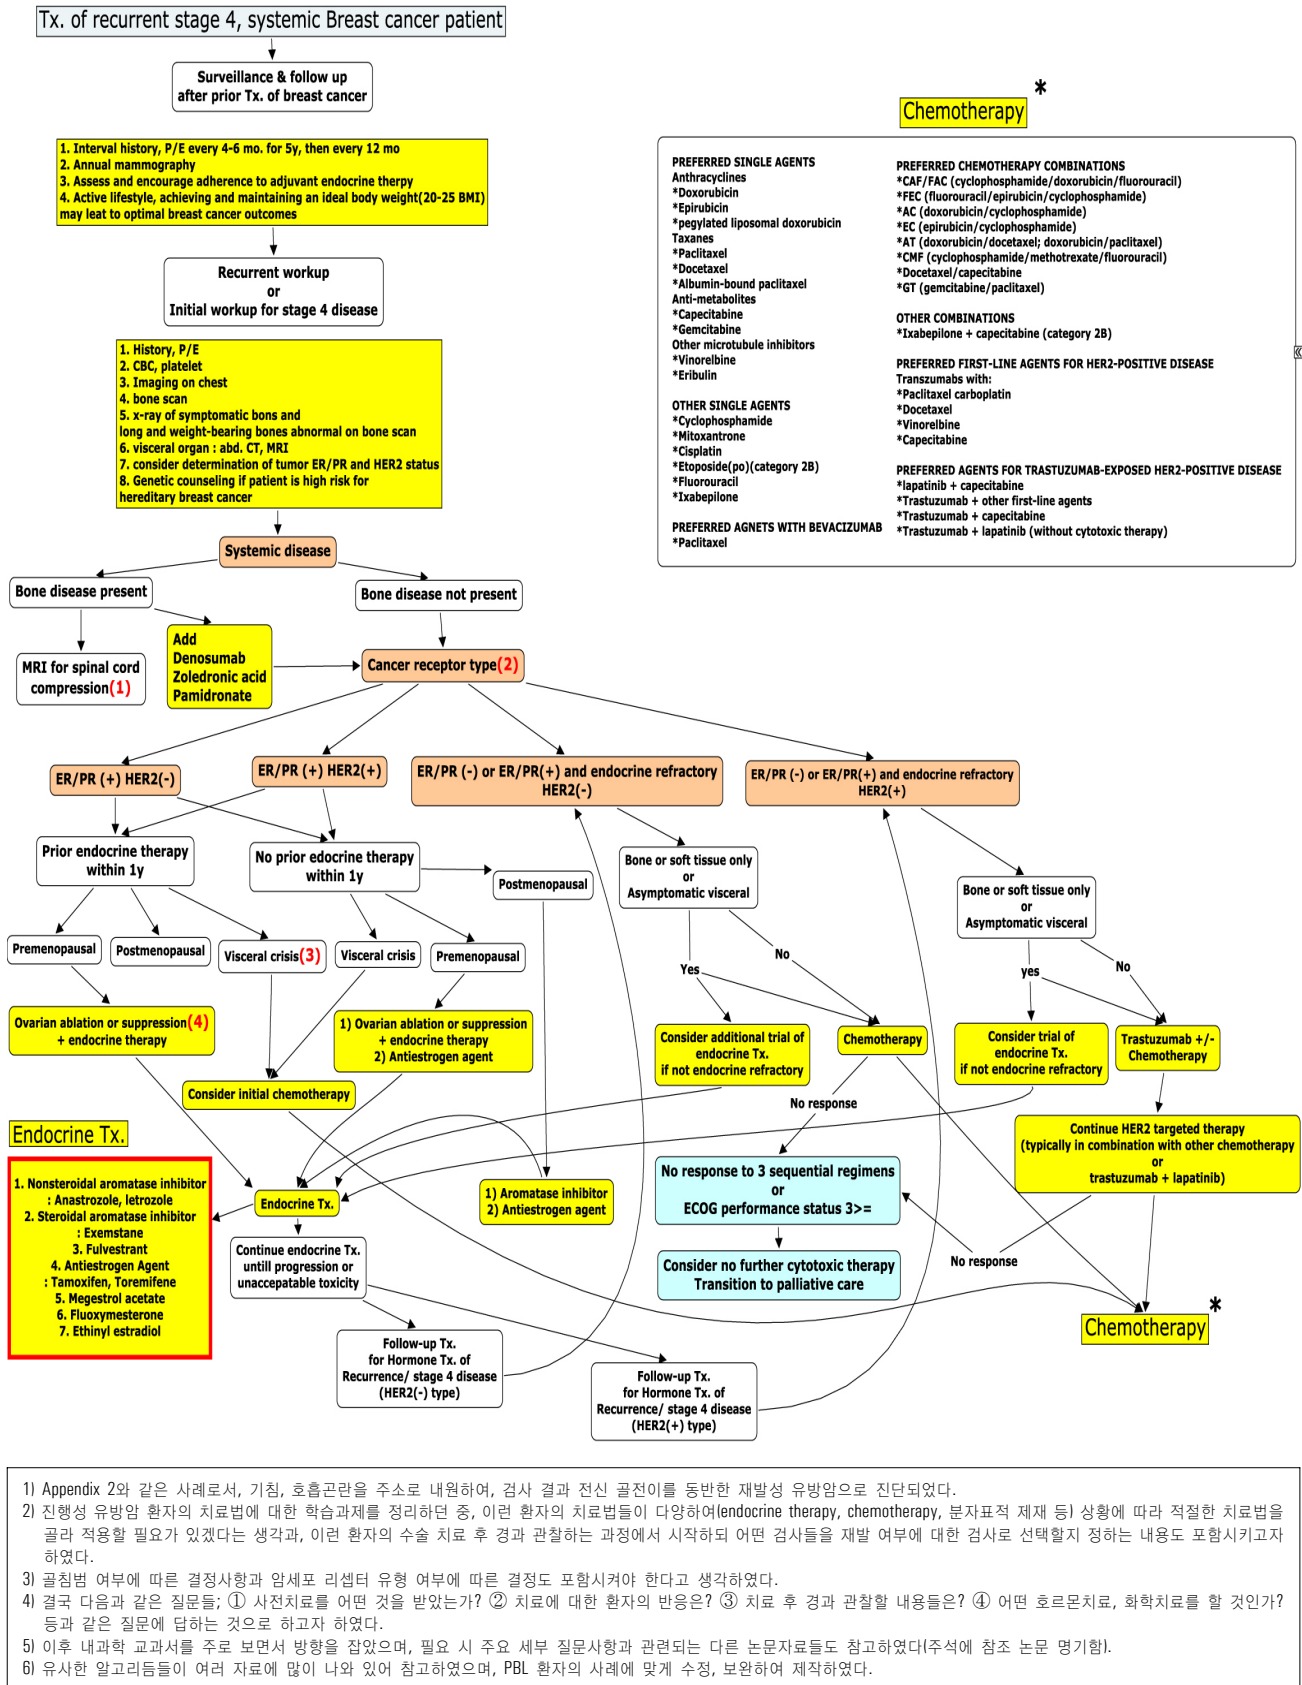 Tx. of recurrent stage 4, systemic Breast cancer patient
Surveillance & follow up
after prior Tx. of breast cancer
1. Interval history, P/E every 4-6 mo. for 5y, then every 12 mo
2. Annual mammography
3. Assess and encourage adherence to adjuvant endocrine therpy
4. Active lifestyle, achieving and maintaining an ideal body weight(20-25 BMI)
may leat to optimal breast cancer outcomes
Recurrent workup
or
Initial workup for stage 4 disease
1. History, P/E
2. CBC, platelet
3. Imaging on chest
4. bone scan
5. x-ray of symptomatic bons and
long and weight-bearing bones abnormal on bone scan
6. visceral organ : abd. CT, MRI
7. consider determination of tumor ER/PR and HER2 status
8. Genetic counseling if patient is high risk for
hereditary breast cancer
Chemotherapy *
PREFERRED SINGLE AGENTS
Anthracyclines
*Doxorubicin
*Epirubicin
*pegylated liposomal doxorubicin
Taxanes
*Paclitaxel
*Docetaxel
*Albumin-bound paclitaxel
Anti-metabolites
*Capecitabine
*Gemcitabine
Other microtubule inhibitors
*Vinorelbine
*Eribulin
OTHER SINGLE AGENTS
*Cyclophosphamide
*Mitoxantrone
*Cisplatin
*Etoposide(po)(category 2B)
*Fluorouracil
*Ixabepilone
PREFERRED AGNETS WITH BEVACIZUMAB
*Paclitaxel
PREFERRED CHEMOTHERAPY COMBINATIONS
*CAF/FAC (cyclophosphamide/doxorubicin/fluorouracil)
*FEC (fluorouracil/epirubicin/cyclophosphamide)
*AC (doxorubicin/cyclophosphamide)
*EC (epirubicin/cyclophosphamide)
*AT (doxorubicin/docetaxel; doxorubicin/paclitaxel)
*CMF (cyclophosphamide/methotrexate/fluorouracil)
*Docetaxel/capecitabine
*GT (gemcitabine/paclitaxel)
OTHER COMBINATIONS
*Ixabepilone + capecitabine (category 2B)
PREFERRED FIRST-LINE AGENTS FOR HER2-POSITIVE DISEASE
Transzumabs with:
*Paclitaxel carboplatin
*Docetaxel
*Vinorelbine
*Capecitabine
PREFERRED AGENTS FOR TRASTUZUMAB-EXPOSED HER2-POSITIVE DISEASE
*lapatinib + capecitabine
*Trastuzumab + other first-line agents
*Trastuzumab + capecitabine
*Trastuzumab + lapatinib (without cytotoxic therapy)
Systemic disease
Bone disease present
Bone disease not present
MRI for spinal cord
compression(1)
Add
Denosumab
Zoledronic acid
Pamidronate
Cancer receptor type(2)
ER/PR (+) HER2(-)
ER/PR (+) HER2(+)
ER/PR (-) or ER/PR(+) and endocrine refractory
HER2(-)
ER/PR (-) or ER/PR(+) and endocrine refractory
HER2(+)
Prior endocrine therapy
within 1y
No prior edocrine therapy
within 1y
Postmenopausal
Bone or soft tissue only
or
Asymptomatic visceral
Bone or soft tissue only
or
Asymptomatic visceral
Premenopausal
Postmenopausal
Visceral crisis(3)
Visceral crisis
Premenopausal
Yes
No
yes
No
Ovarian ablation or suppression(4)
+ endocrine therapy
1) Ovarian ablation or suppression
+ endocrine therapy
2) Antiestrogen agent
Consider additional trial of
endocrine Tx.
if not endocrine refractory
Chemotherapy
Consider trial of
endocrine Tx.
if not endocrine refractory
Trastuzumab +/-
Chemotherapy
Consider initial chemotherapy
No response
Continue HER2 targeted therapy
(typically in combination with other chemotherapy
or
trastuzumab + lapatinib)
Endocrine Tx.
1. Nonsteroidal aromatase inhibitor
: Anastrozole, letrozole
2. Steroidal aromatase inhibitor
: Exemstane
3. Fulvestrant
4. Antiestrogen Agent
: Tamoxifen, Toremifene
5. Megestrol acetate
6. Fluoxymesterone
7. Ethinyl estradiol
Endocrine Tx.
1) Aromatase inhibitor
2) Antiestrogen agent
No response to 3 sequential regimens
or
ECOG performance status 3>=
Continue endocrine Tx.
untill progression or
unaccepatable toxicity
Consider no further cytotoxic therapy
Transition to palliative care
No response
Chemotherapy *
Follow-up Tx.
for Hormone Tx. of
Recurrence/ stage 4 disease
(HER2(-) type)
Follow-up Tx.
for Hormone Tx. of
Recurrence/ stage 4 disease
(HER2(+) type)
1) Appendix 2와 같은 사례로서, 기침, 호흡곤란을 주소로 내원하여, 검사 결과 전신 골전이를 동반한 재발성 유방암으로 진단되었다.
2) 진행성 유방암 환자의 치료법에 대한 학습과제를 정리하던 중, 이런 환자의 치료법들이 다양하여(endocrine therapy, chemotherapy, 분자표적 제재 등) 상황에 따라 적절한 치료법을
골라 적용할 필요가 있겠다는 생각과, 이런 환자의 수술 치료 후 경과 관찰하는 과정에서 시작하되 어떤 검사들을 재발 여부에 대한 검사로 선택할지 정하는 내용도 포함시키고자
하였다.
3) 골침범 여부에 따른 결정사항과 암세포 리셉터 유형 여부에 따른 결정도 포함시켜야 한다고 생각하였다.
4) 결국 다음과 같은 질문들; ① 사전치료를 어떤 것을 받았는가? ② 치료에 대한 환자의 반응은? ③ 치료 후 경과 관찰할 내용들은? ④ 어떤 호르몬치료, 화학치료를 할 것인가?
등과 같은 질문에 답하는 것으로 하고자 하였다.
5) 이후 내과학 교과서를 주로 보면서 방향을 잡았으며, 필요 시 주요 세부 질문사항과 관련되는 다른 논문자료들도 참고하였다(주석에 참조 논문 명기함).
6) 유사한 알고리듬들이 여러 자료에 많이 나와 있어 참고하였으며, PBL 환자의 사례에 맞게 수정, 보완하여 제작하였다.